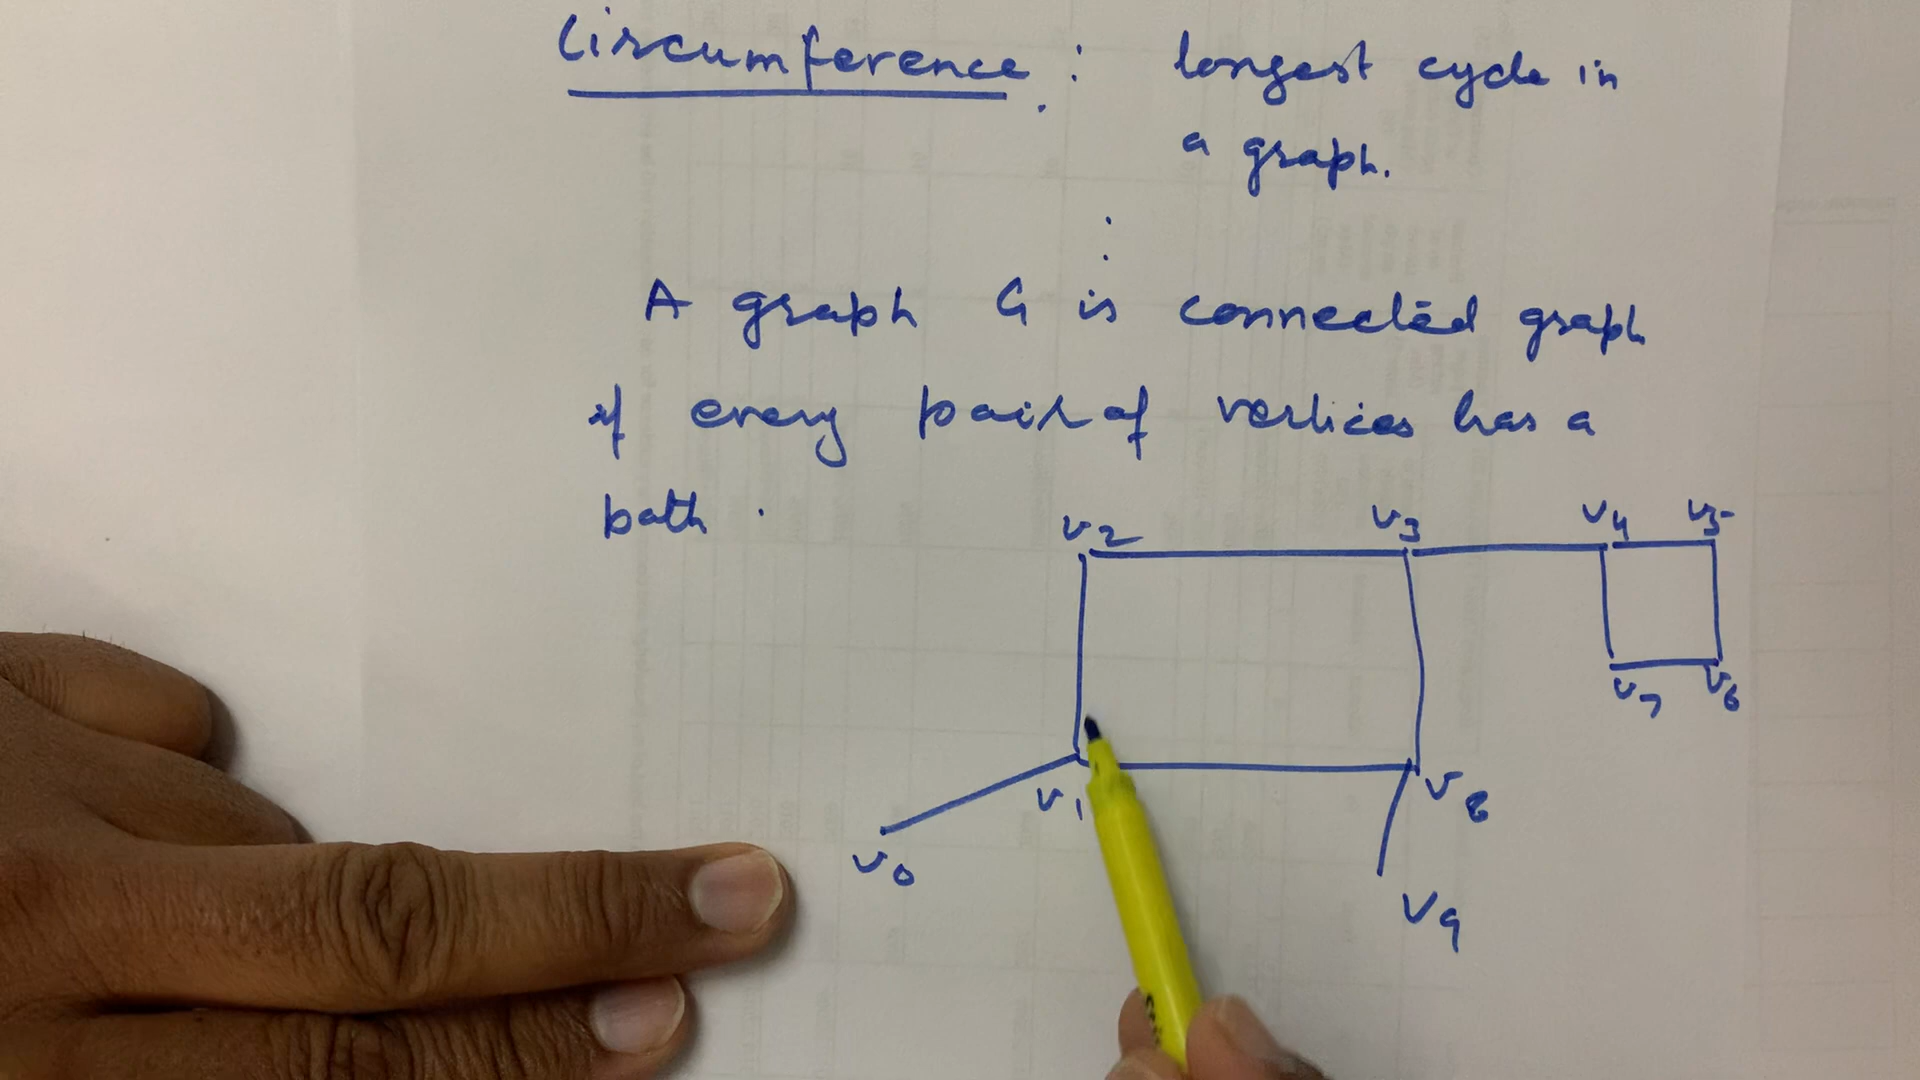 Circumference : longest cycle in
a graph.
A graph G is connected graph
if every pair of vertices has a
path .
v2 v3 v4 v5
v7 v6
v1 v8
v0
v9